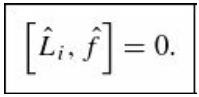 [L̂ᵢ, f̂] = 0.